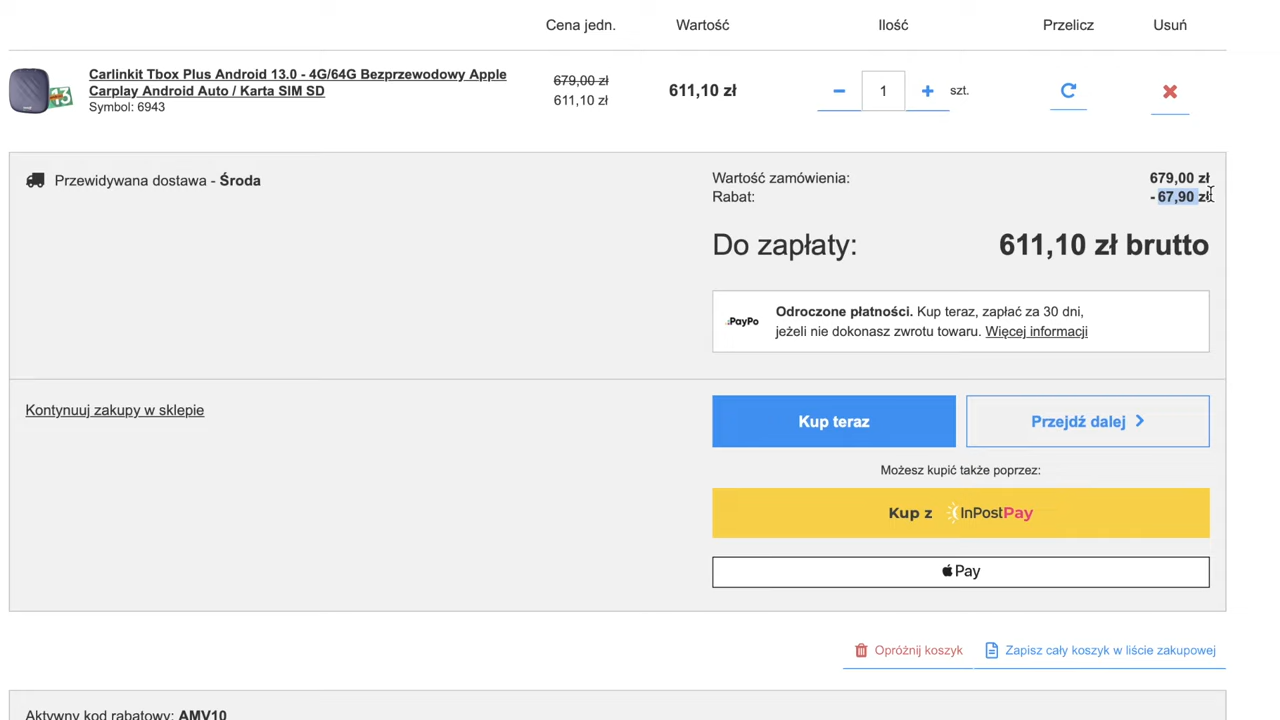 Cena jedn. Wartość Ilość Przelicz Usuń
Carlinkit Tbox Plus Android 13.0 - 4G/64G Bezprzewodowy Apple
Carplay Android Auto / Karta SIM SD
Symbol: 6943
679,00 zł
611,10 zł
611,10 zł
1 szt.
Przewidywana dostawa - Środa
Wartość zamówienia: 679,00 zł
Rabat: - 67,90 zł
Do zapłaty: 611,10 zł brutto
PayPo
Odroczone płatności. Kup teraz, zapłać za 30 dni,
jeżeli nie dokonasz zwrotu towaru. Więcej informacji
Kontynuuj zakupy w sklepie
Kup teraz
Przejdź dalej
Możesz kupić także poprzez:
Kup z InPostPay
Pay
Opróżnij koszyk
Zapisz cały koszyk w liście zakupowej
Aktywny kod rabatowy: AMV10